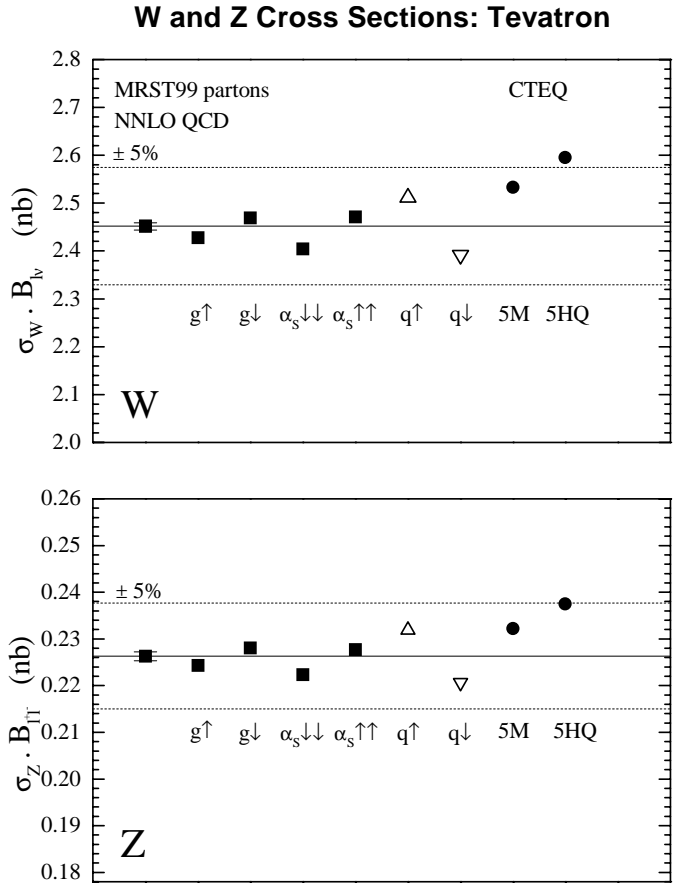 W and Z Cross Sections: Tevatron
2.8
2.7
2.6
2.5
2.4
2.3
2.2
2.1
2.0
σW · Blν (nb)
MRST99 partons CTEQ
NNLO QCD
± 5%
g↑ g↓ αS↓↓ αS↑↑ q↑ q↓ 5M 5HQ
W
0.26
0.25
0.24
0.23
0.22
0.21
0.20
0.19
0.18
σZ · Bl+l- (nb)
± 5%
g↑ g↓ αS↓↓ αS↑↑ q↑ q↓ 5M 5HQ
Z